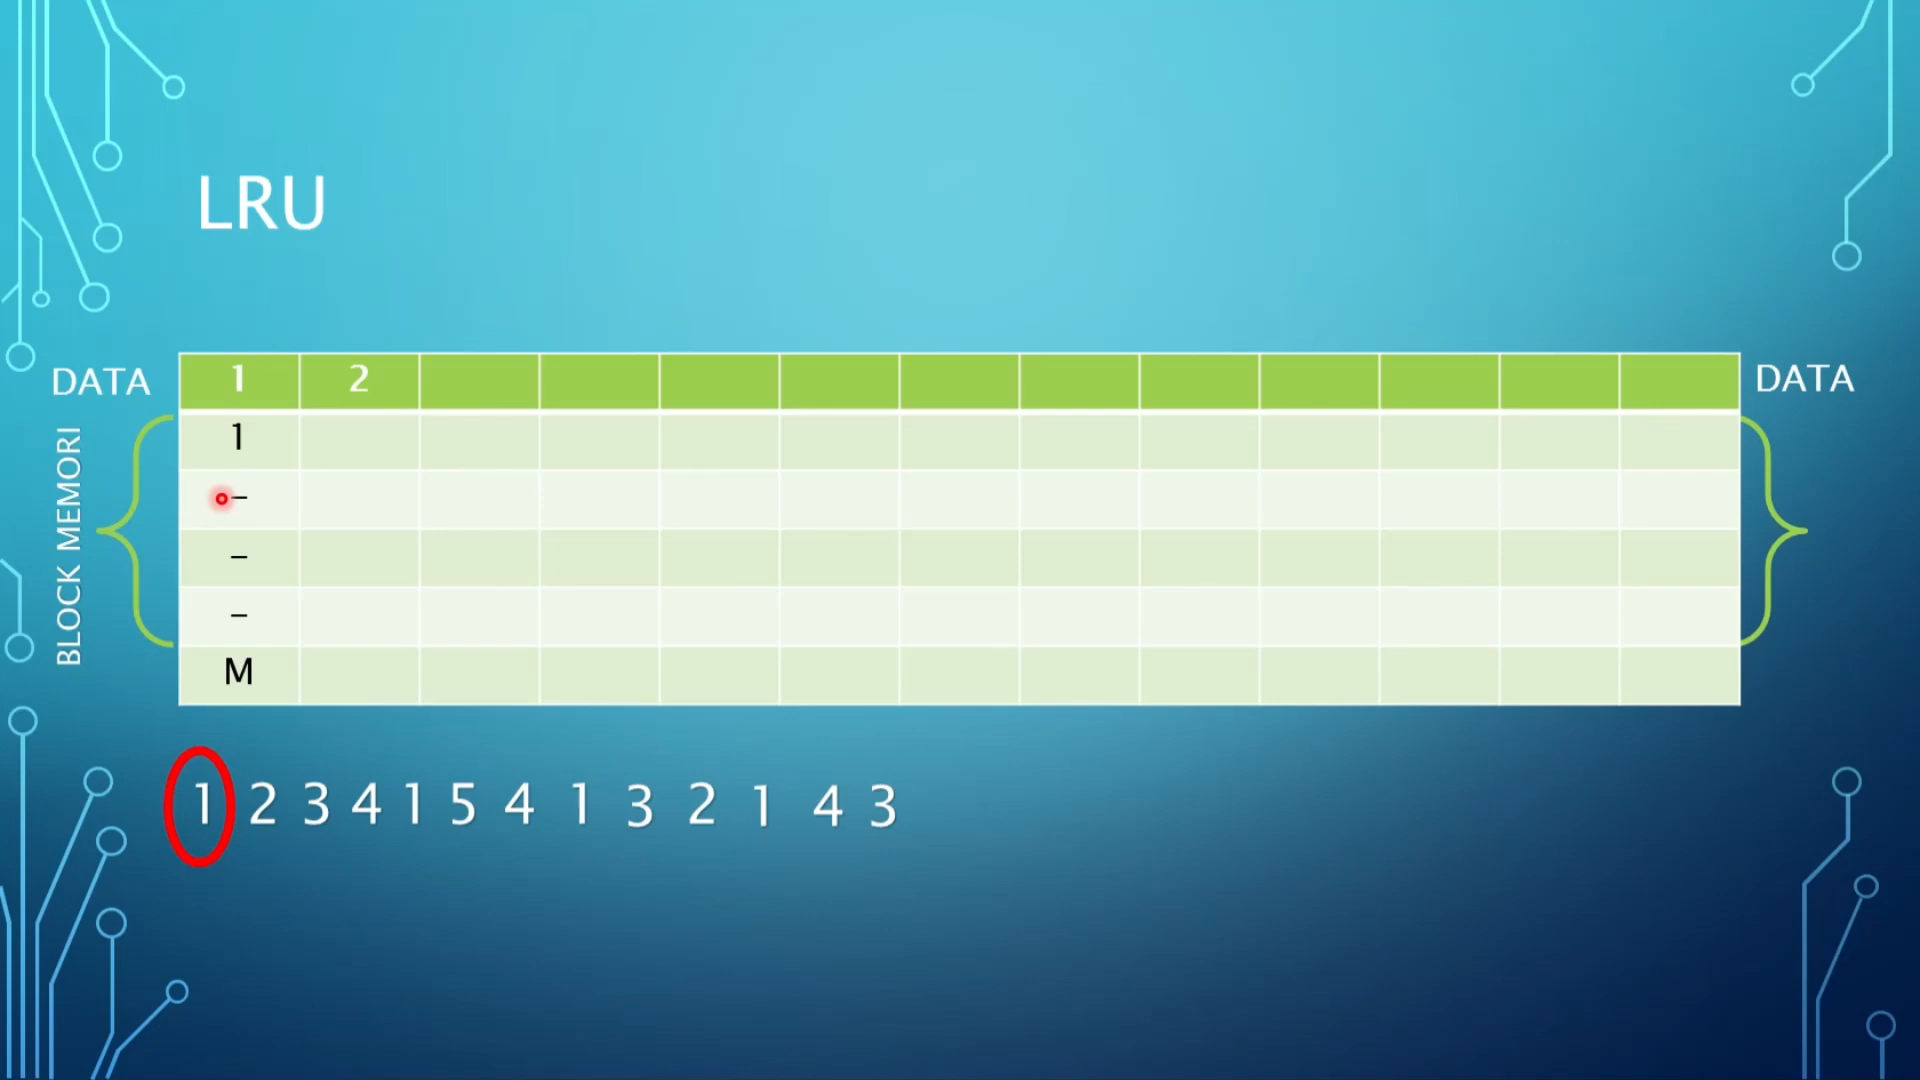 LRU
DATA 1 2 DATA
BLOCK MEMORI
1
–
–
–
M
1 2 3 4 1 5 4 1 3 2 1 4 3